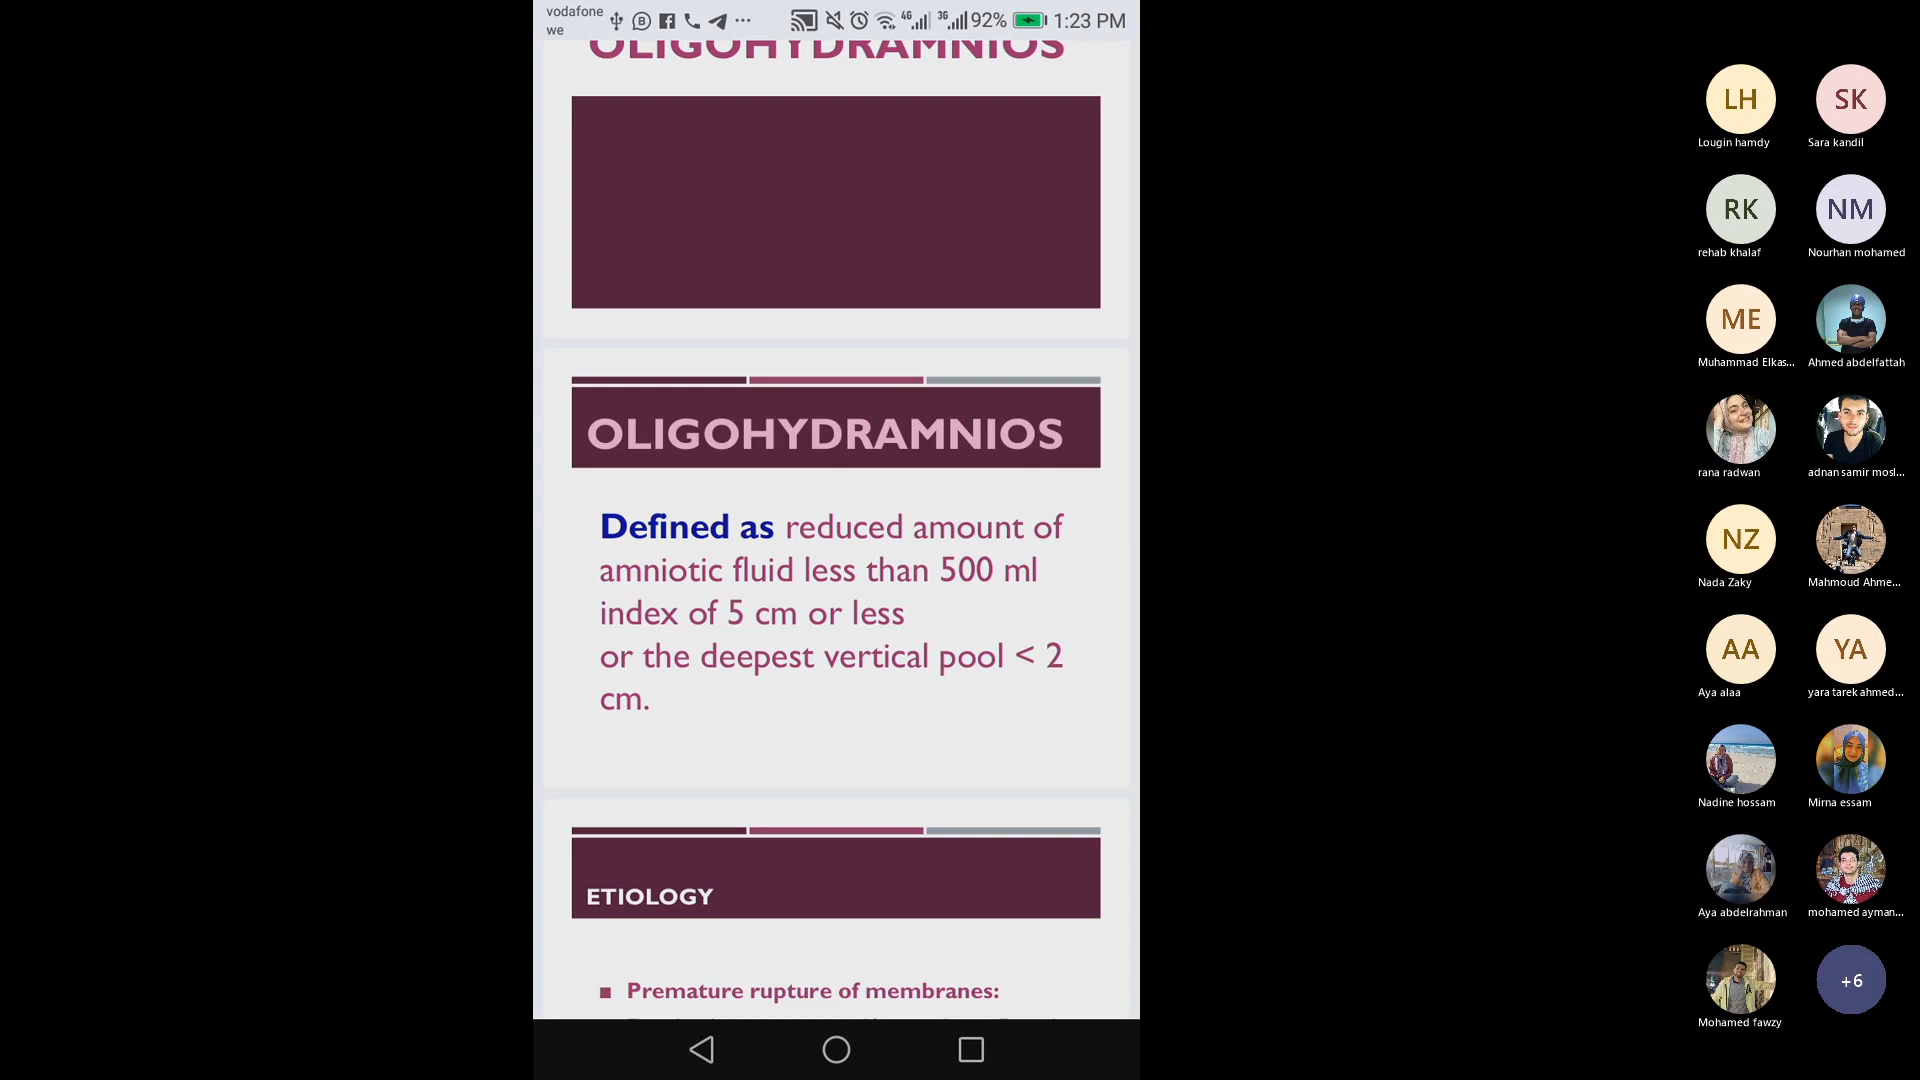 vodafone
we
4G 3G 92% 1:23 PM
OLIGOHYDRAMNIOS
OLIGOHYDRAMNIOS
Defined as reduced amount of
amniotic fluid less than 500 ml
index of 5 cm or less
or the deepest vertical pool < 2
cm.
ETIOLOGY
■ Premature rupture of membranes:
LH SK
Lougin hamdy Sara kandil
RK NM
rehab khalaf Nourhan mohamed
ME
Muhammad Elkas... Ahmed abdelfattah
rana radwan adnan samir mosl...
NZ
Nada Zaky Mahmoud Ahme...
AA YA
Aya alaa yara tarek ahmed...
Nadine hossam Mirna essam
Aya abdelrahman mohamed ayman...
+6
Mohamed fawzy